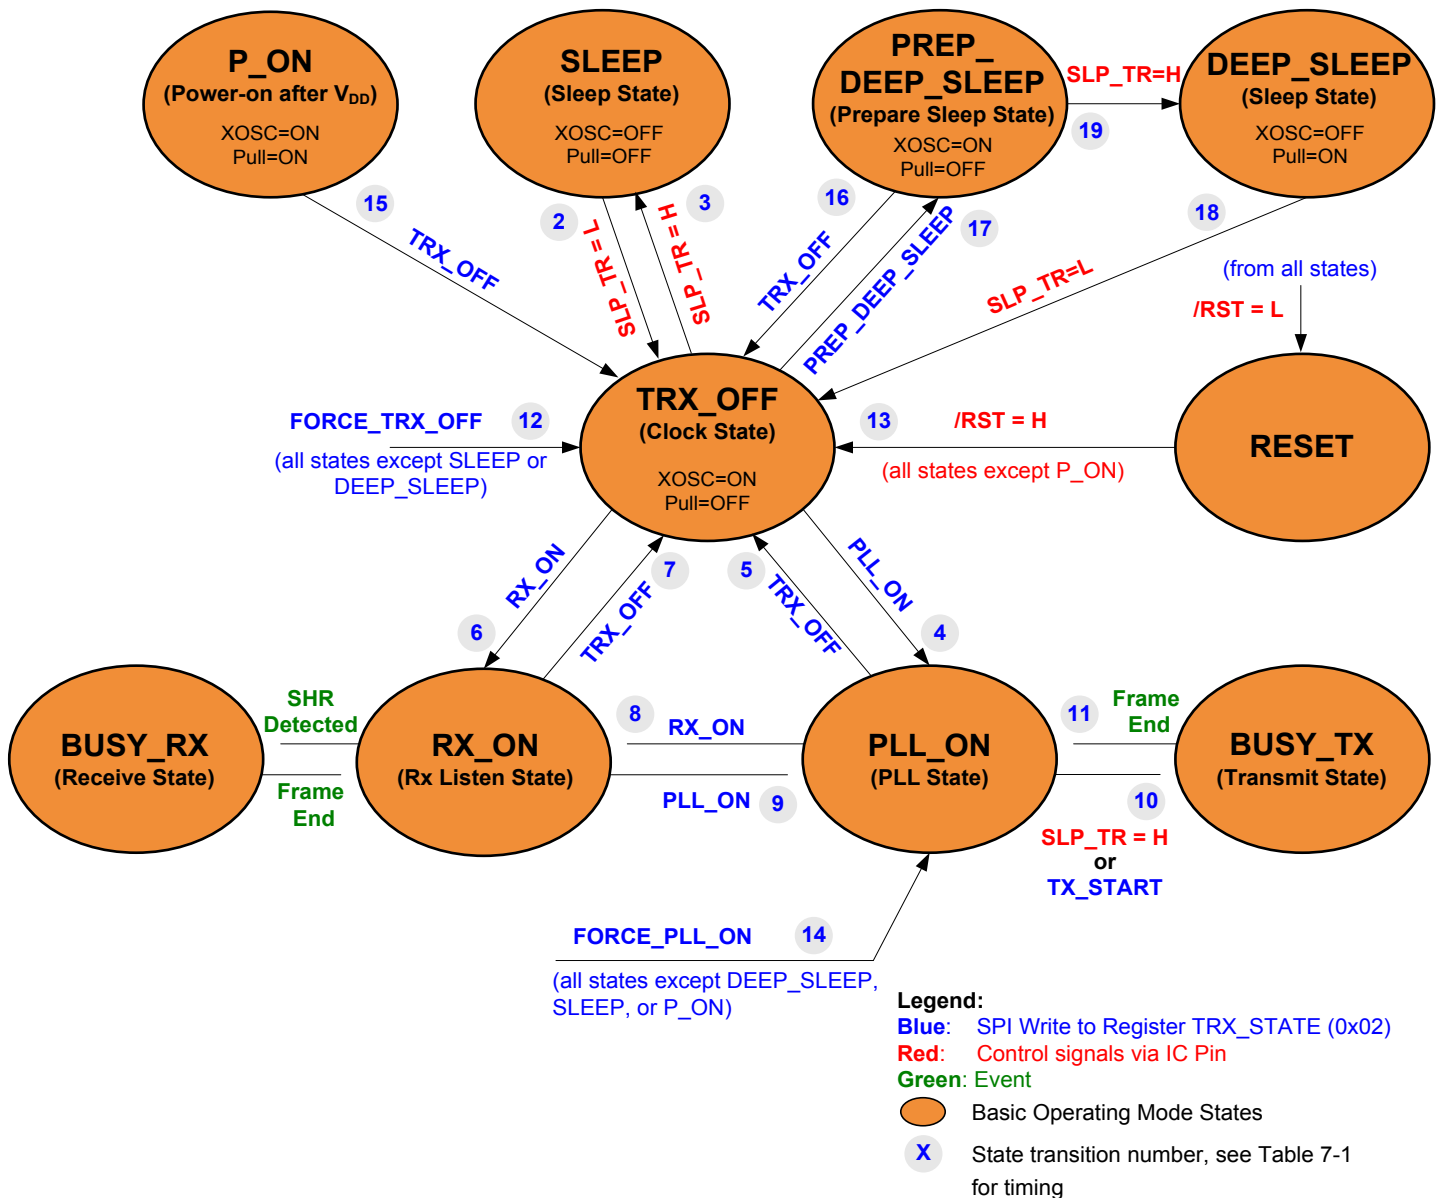 P_ON
(Power-on after VDD)
XOSC=ON
Pull=ON
SLEEP
(Sleep State)
XOSC=OFF
Pull=OFF
PREP_
DEEP_SLEEP
(Prepare Sleep State)
XOSC=ON
Pull=OFF
SLP_TR=H
19
DEEP_SLEEP
(Sleep State)
XOSC=OFF
Pull=ON
15
TRX_OFF
2
SLP_TR = L
3
SLP_TR = H
16
TRX_OFF
17
PREP_DEEP_SLEEP
18
SLP_TR=L
(from all states)
/RST = L
FORCE_TRX_OFF
12
(all states except SLEEP or
DEEP_SLEEP)
TRX_OFF
(Clock State)
XOSC=ON
Pull=OFF
13
/RST = H
(all states except P_ON)
RESET
RX_ON
6
7
TRX_OFF
5
TRX_OFF
PLL_ON
4
BUSY_RX
(Receive State)
SHR
Detected
Frame
End
RX_ON
(Rx Listen State)
8
RX_ON
PLL_ON
9
PLL_ON
(PLL State)
11
Frame
End
10
SLP_TR = H
or
TX_START
BUSY_TX
(Transmit State)
FORCE_PLL_ON
14
(all states except DEEP_SLEEP,
SLEEP, or P_ON)
Legend:
Blue: SPI Write to Register TRX_STATE (0x02)
Red: Control signals via IC Pin
Green: Event
Basic Operating Mode States
X State transition number, see Table 7-1
for timing